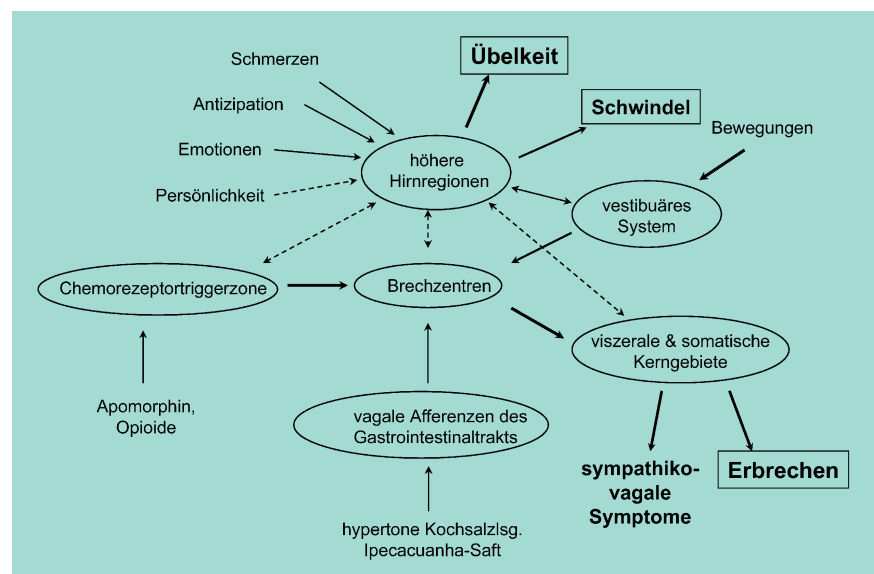 Schmerzen
Übelkeit
Antizipation
Schwindel
Bewegungen
Emotionen
höhere
Hirnregionen
Persönlichkeit
vestibuäres
System
Chemorezeptortriggerzone
Brechzentren
viszerale & somatische
Kerngebiete
Apomorphin,
Opioide
vagale Afferenzen des
Gastrointestinaltrakts
sympathiko-
vagale
Symptome
Erbrechen
hypertone Kochsalzlsg.
Ipecacuanha-Saft